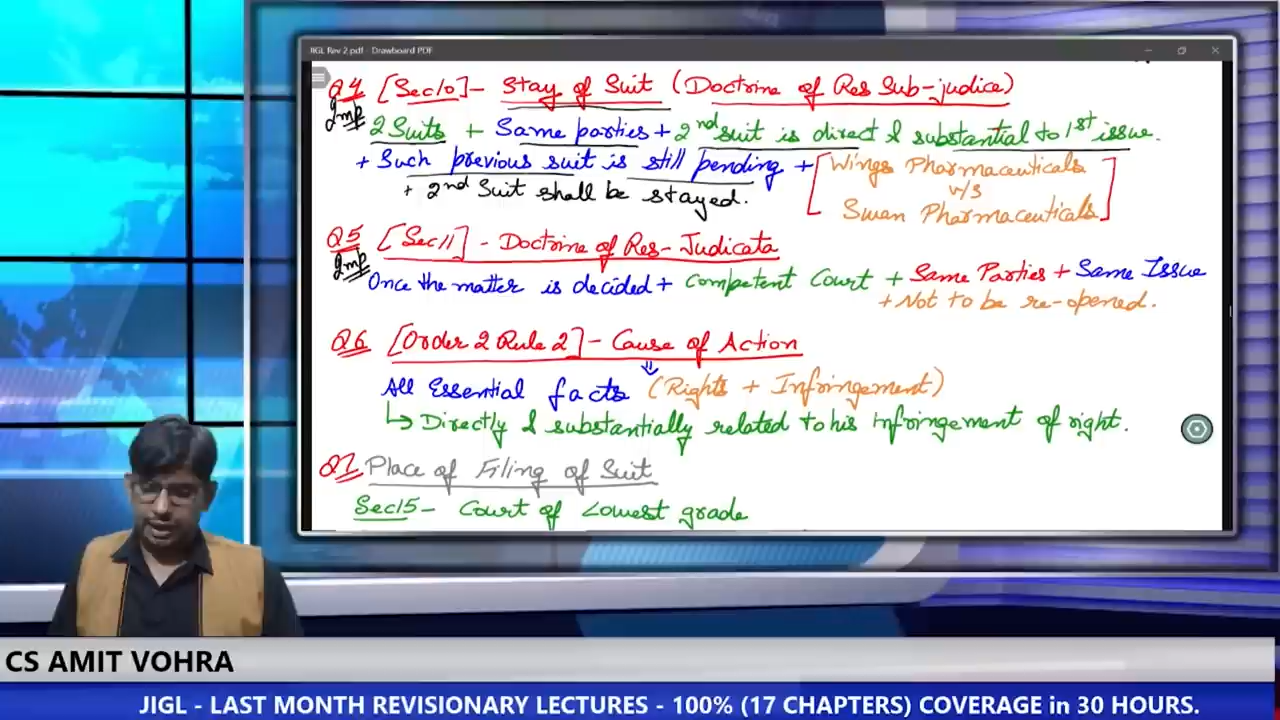 JIGL Rev 2.pdf - Drawboard PDF
Q4 [Sec10] - Stay of Suit (Doctrine of Res Sub-judice)
Imp
2 Suits + Same parties + 2nd suit is direct & substantial to 1st issue.
+ Such previous suit is still pending + [Wings Pharmaceuticals
v/s
+ 2nd Suit shall be stayed. Swan Pharmaceuticals]
Q5 [Sec11] - Doctrine of Res-Judicata
Imp
Once the matter is decided + Competent Court + Same Parties + Same Issue
+ Not to be re-opened.
Q6 [Order 2 Rule 2] - Cause of Action
All Essential facts (Rights + Infringement)
↳ Directly & substantially related to his Infringement of right.
Q7 Place of Filing of Suit
Sec15 - Court of Lowest grade
CS AMIT VOHRA
JIGL - LAST MONTH REVISIONARY LECTURES - 100% (17 CHAPTERS) COVERAGE in 30 HOURS.